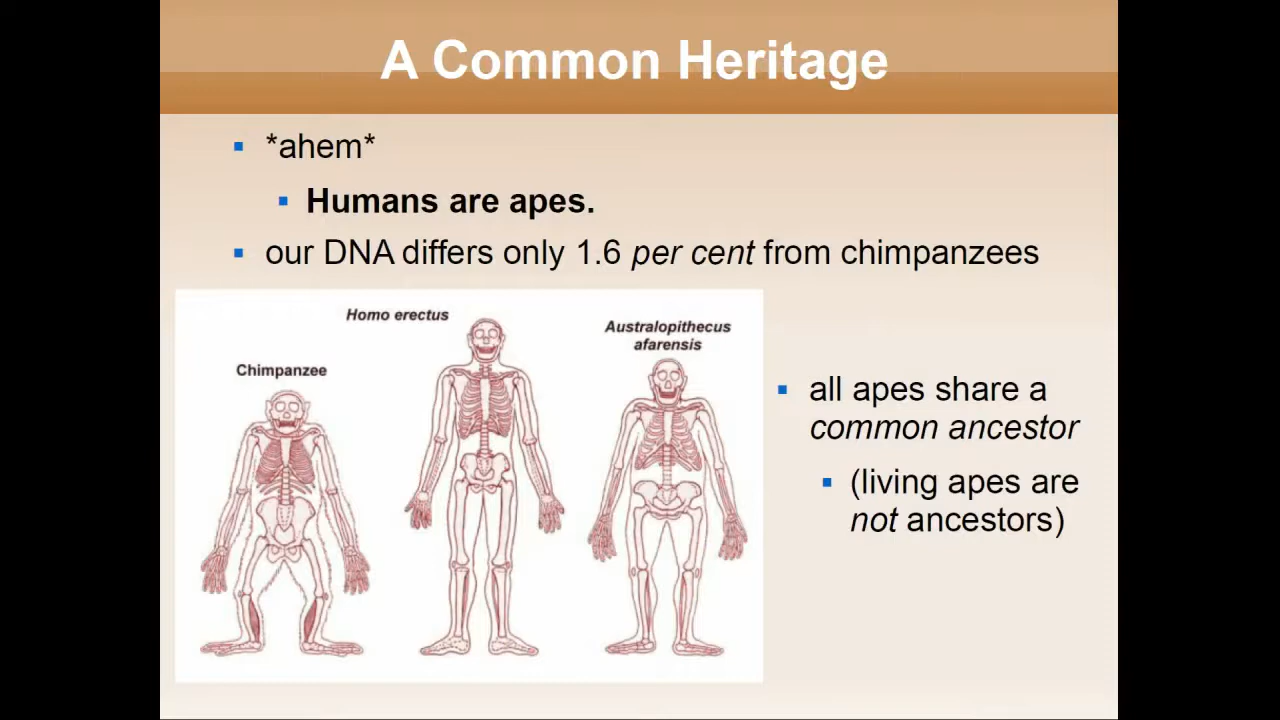 A Common Heritage
*ahem*
Humans are apes.
our DNA differs only 1.6 per cent from chimpanzees
Homo erectus
Australopithecus
afarensis
Chimpanzee
all apes share a
common ancestor
(living apes are
not ancestors)